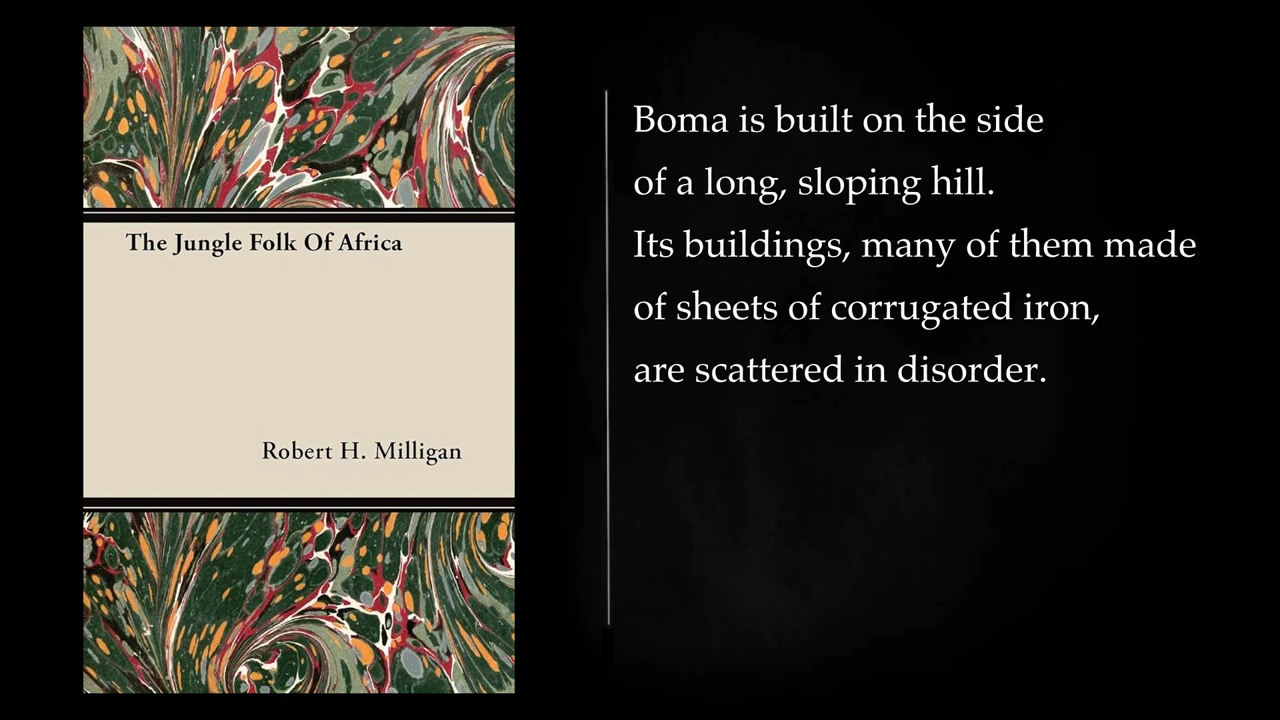 The Jungle Folk Of Africa
Robert H. Milligan
Boma is built on the side
of a long, sloping hill.
Its buildings, many of them made
of sheets of corrugated iron,
are scattered in disorder.